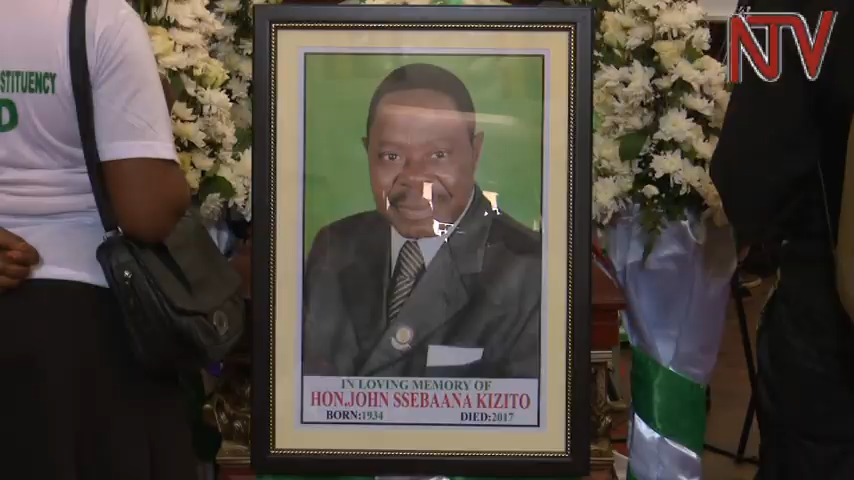 NTV
STITUENCY
D
IN LOVING MEMORY OF
HON.JOHN SSEBAANA KIZITO
BORN:1934 DIED:2017